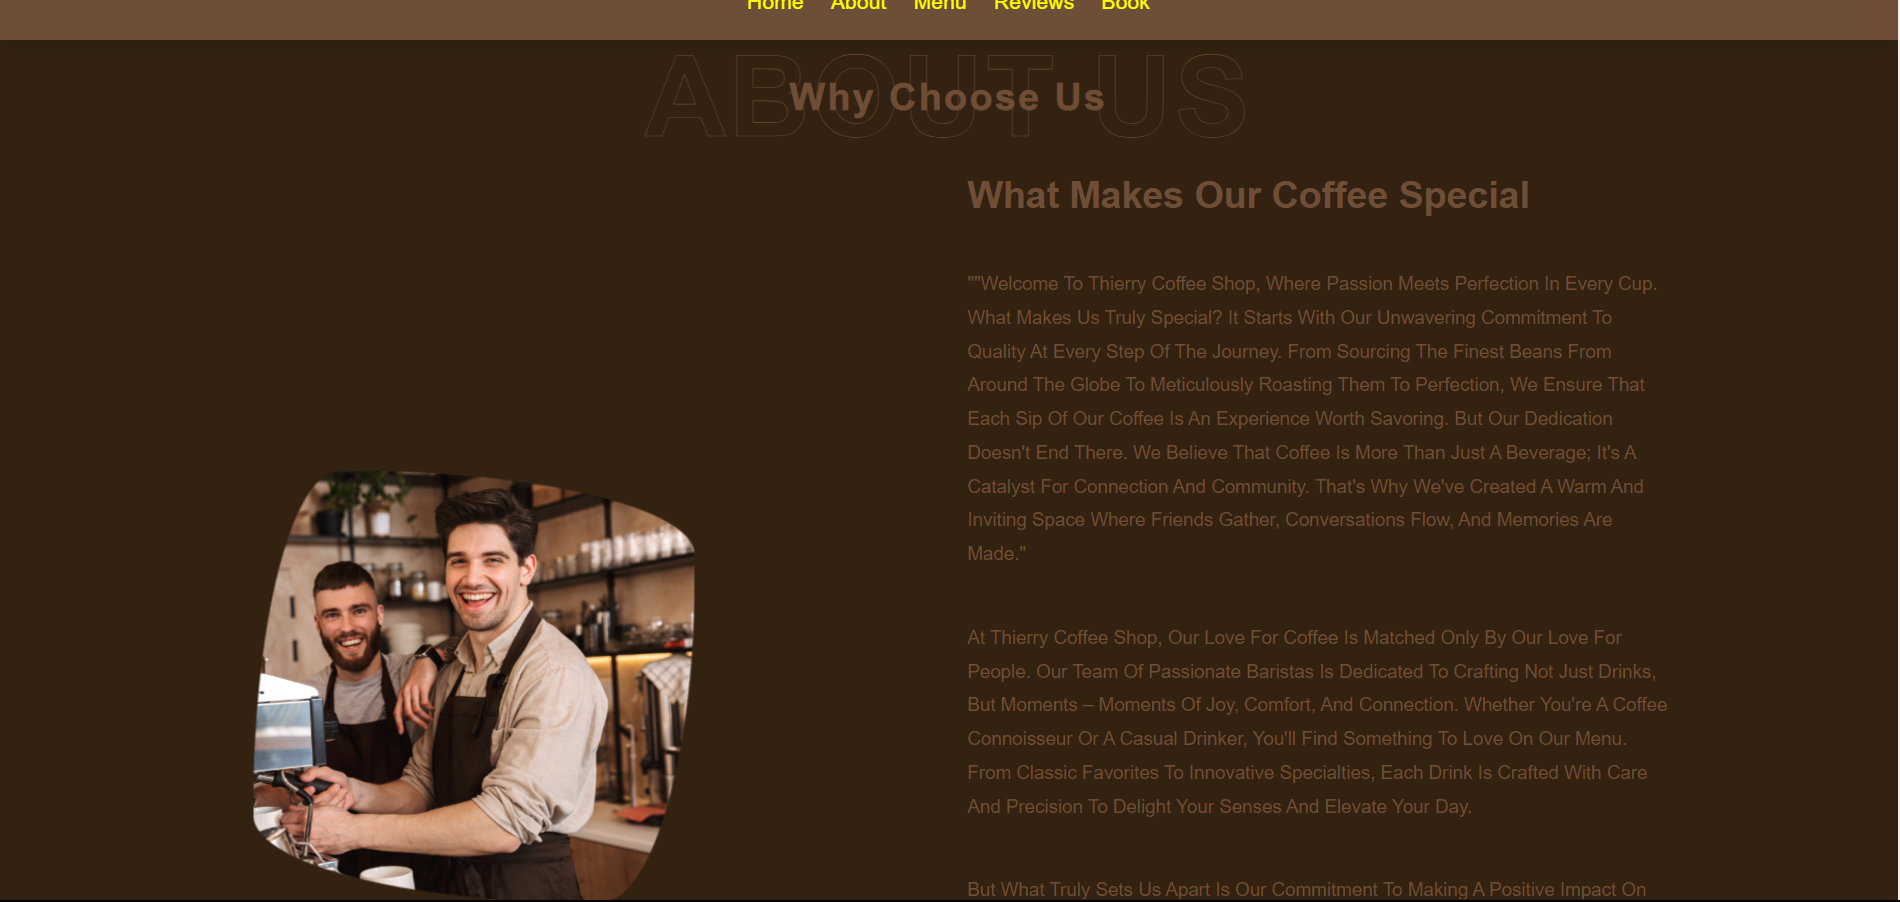 Home About Menu Reviews Book
ABOUT US
Why Choose Us
What Makes Our Coffee Special
""Welcome To Thierry Coffee Shop, Where Passion Meets Perfection In Every Cup.
What Makes Us Truly Special? It Starts With Our Unwavering Commitment To
Quality At Every Step Of The Journey. From Sourcing The Finest Beans From
Around The Globe To Meticulously Roasting Them To Perfection, We Ensure That
Each Sip Of Our Coffee Is An Experience Worth Savoring. But Our Dedication
Doesn't End There. We Believe That Coffee Is More Than Just A Beverage; It's A
Catalyst For Connection And Community. That's Why We've Created A Warm And
Inviting Space Where Friends Gather, Conversations Flow, And Memories Are
Made."
At Thierry Coffee Shop, Our Love For Coffee Is Matched Only By Our Love For
People. Our Team Of Passionate Baristas Is Dedicated To Crafting Not Just Drinks,
But Moments – Moments Of Joy, Comfort, And Connection. Whether You're A Coffee
Connoisseur Or A Casual Drinker, You'll Find Something To Love On Our Menu.
From Classic Favorites To Innovative Specialties, Each Drink Is Crafted With Care
And Precision To Delight Your Senses And Elevate Your Day.
But What Truly Sets Us Apart Is Our Commitment To Making A Positive Impact On